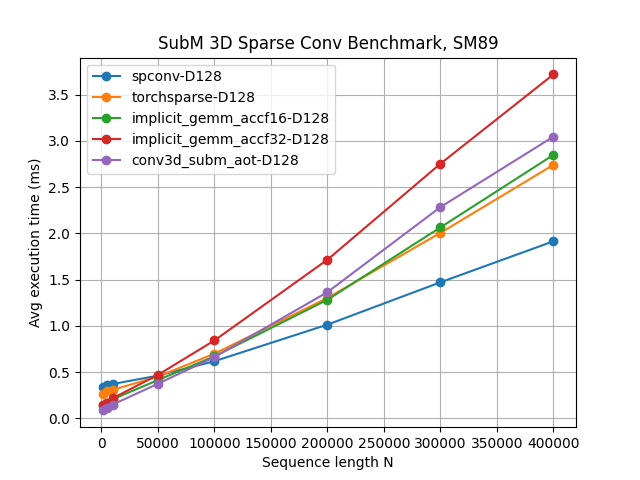 SubM 3D Sparse Conv Benchmark, SM89
spconv-D128
torchsparse-D128
implicit_gemm_accf16-D128
implicit_gemm_accf32-D128
conv3d_subm_aot-D128
Avg execution time (ms)
3.5
3.0
2.5
2.0
1.5
1.0
0.5
0.0
0 50000 100000 150000 200000 250000 300000 350000 400000
Sequence length N